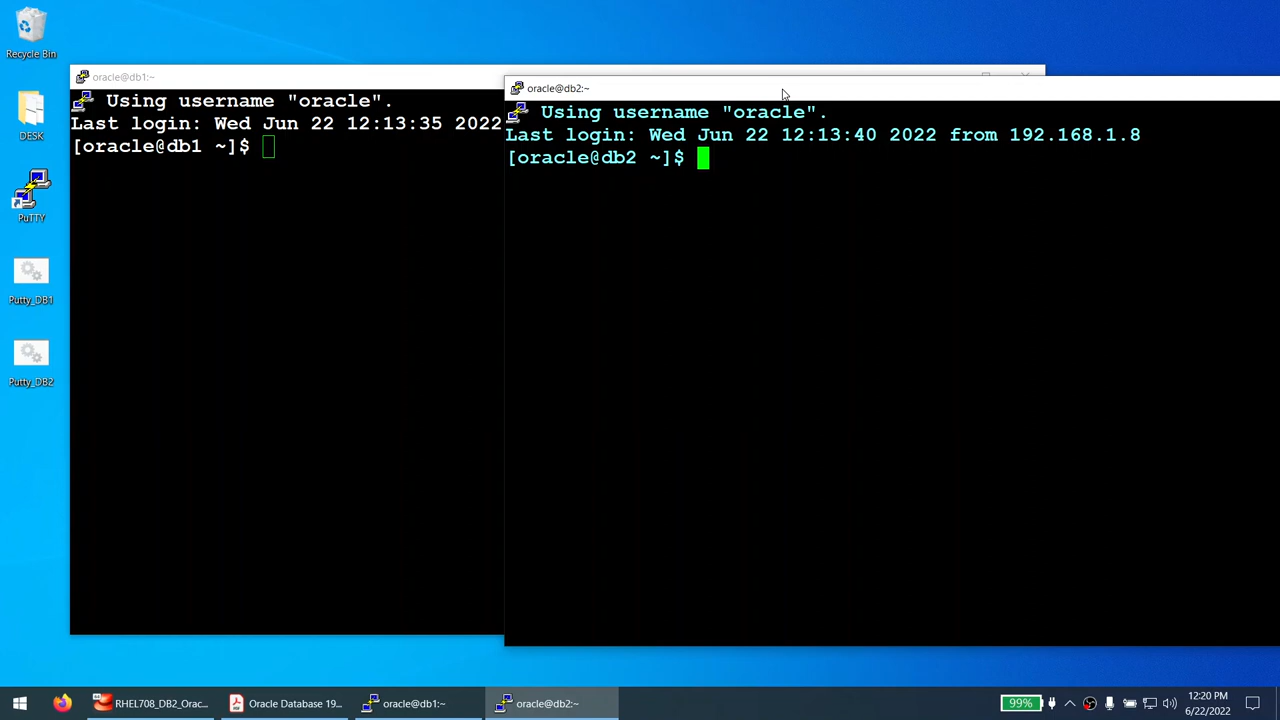 Recycle Bin
DESK
PuTTY
Putty_DB1
Putty_DB2
oracle@db1:~
Using username "oracle".
Last login: Wed Jun 22 12:13:35 2022
[oracle@db1 ~]$
oracle@db2:~
Using username "oracle".
Last login: Wed Jun 22 12:13:40 2022 from 192.168.1.8
[oracle@db2 ~]$
RHEL708_DB2_Orac...
Oracle Database '19...
oracle@db1:~
oracle@db2:~
99%
12:20 PM
6/22/2022